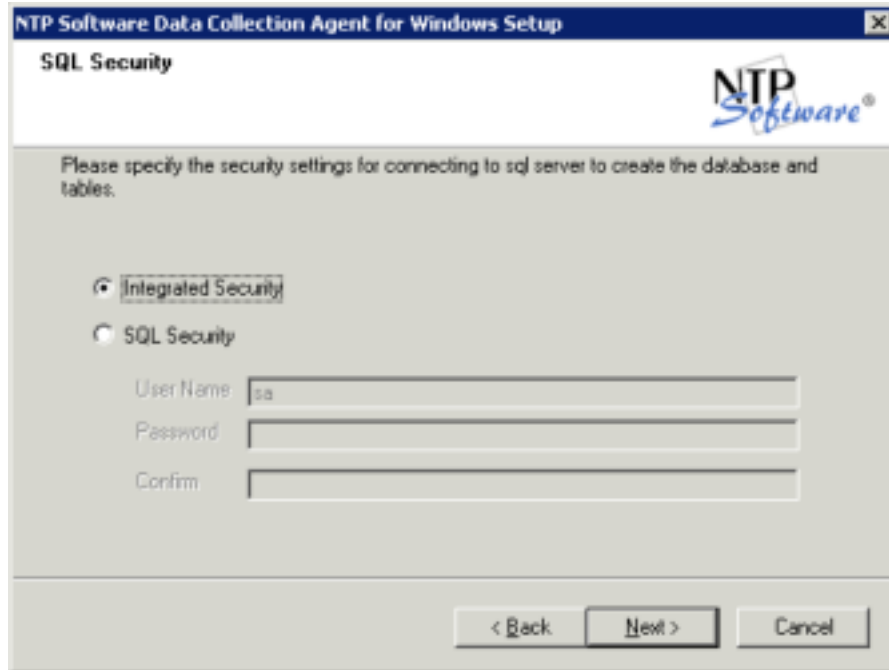 NTP Software Data Collection Agent for Windows Setup
SQL Security
NTP
Software®
Please specify the security settings for connecting to sql server to create the database and
tables.
Integrated Security
SQL Security
User Name
sa
Password
Confirm
< Back
Next >
Cancel